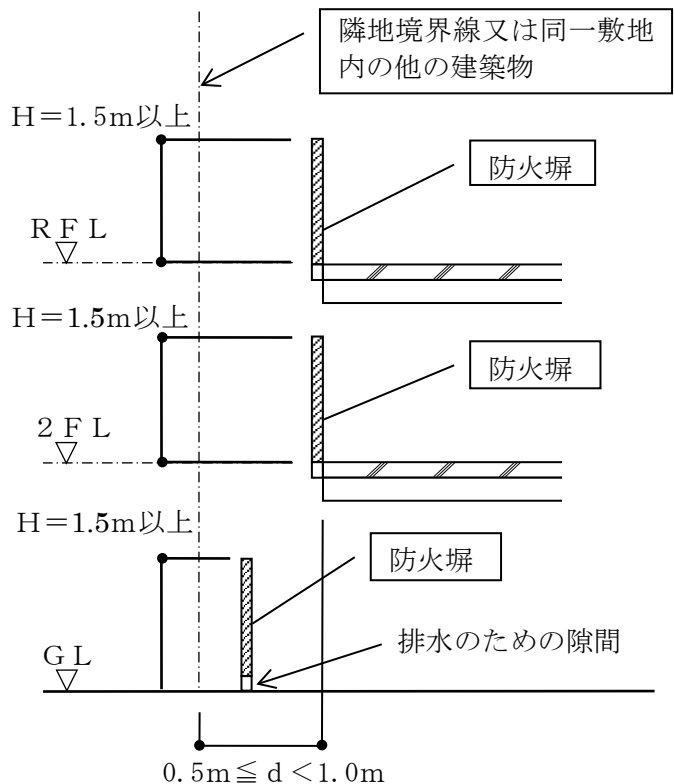 隣地境界線又は同一敷地
内の他の建築物
H＝1.5m以上
防火塀
ＲＦＬ
H＝1.5m以上
防火塀
２ＦＬ
H＝1.5m以上
防火塀
排水のための隙間
ＧＬ
0.5m≦ｄ＜1.0m